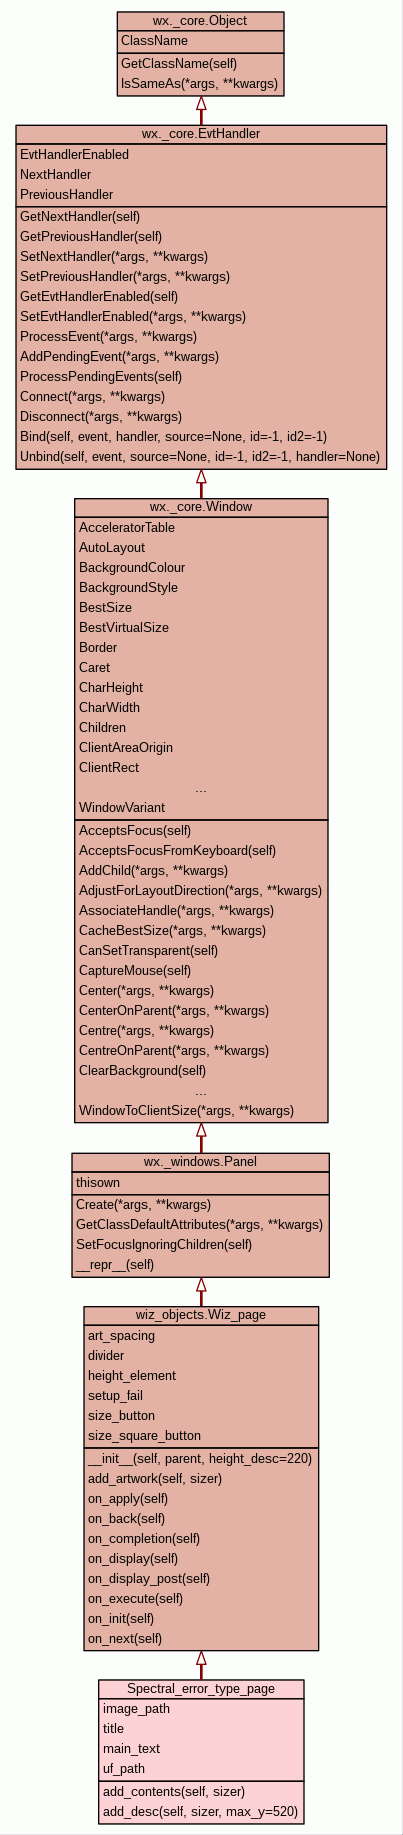 wx._core.Object
ClassName
GetClassName(self)
IsSameAs(*args, **kwargs)
wx._core.EvtHandler
EvtHandlerEnabled
NextHandler
PreviousHandler
GetNextHandler(self)
GetPreviousHandler(self)
SetNextHandler(*args, **kwargs)
SetPreviousHandler(*args, **kwargs)
GetEvtHandlerEnabled(self)
SetEvtHandlerEnabled(*args, **kwargs)
ProcessEvent(*args, **kwargs)
AddPendingEvent(*args, **kwargs)
ProcessPendingEvents(self)
Connect(*args, **kwargs)
Disconnect(*args, **kwargs)
Bind(self, event, handler, source=None, id=-1, id2=-1)
Unbind(self, event, source=None, id=-1, id2=-1, handler=None)
wx._core.Window
AcceleratorTable
AutoLayout
BackgroundColour
BackgroundStyle
BestSize
BestVirtualSize
Border
Caret
CharHeight
CharWidth
Children
ClientAreaOrigin
ClientRect
...
WindowVariant
AcceptsFocus(self)
AcceptsFocusFromKeyboard(self)
AddChild(*args, **kwargs)
AdjustForLayoutDirection(*args, **kwargs)
AssociateHandle(*args, **kwargs)
CacheBestSize(*args, **kwargs)
CanSetTransparent(self)
CaptureMouse(self)
Center(*args, **kwargs)
CenterOnParent(*args, **kwargs)
Centre(*args, **kwargs)
CentreOnParent(*args, **kwargs)
ClearBackground(self)
...
WindowToClientSize(*args, **kwargs)
wx._windows.Panel
thisown
Create(*args, **kwargs)
GetClassDefaultAttributes(*args, **kwargs)
SetFocusIgnoringChildren(self)
__repr__(self)
wiz_objects.Wiz_page
art_spacing
divider
height_element
setup_fail
size_button
size_square_button
__init__(self, parent, height_desc=220)
add_artwork(self, sizer)
on_apply(self)
on_back(self)
on_completion(self)
on_display(self)
on_display_post(self)
on_execute(self)
on_init(self)
on_next(self)
Spectral_error_type_page
image_path
title
main_text
uf_path
add_contents(self, sizer)
add_desc(self, sizer, max_y=520)